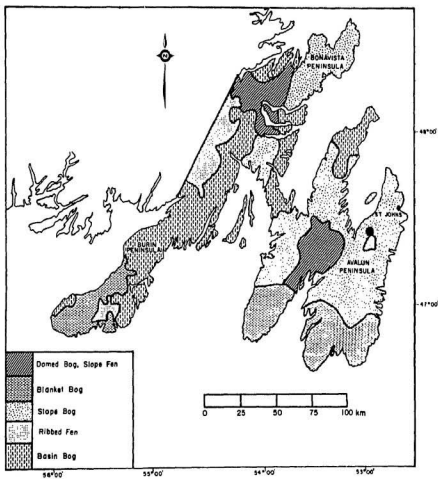 BONAVISTA
PENINSULA
48°00'
ST JOHNS
BURIN
PENINSULA
AVALON
PENINSULA
47°00'
Domed Bog, Slope Fen
Blanket Bog
Slope Bog
Ribbed Fen
Basin Bog
0 25 50 75 100 km
56°00' 55°00' 54°00' 53°00'